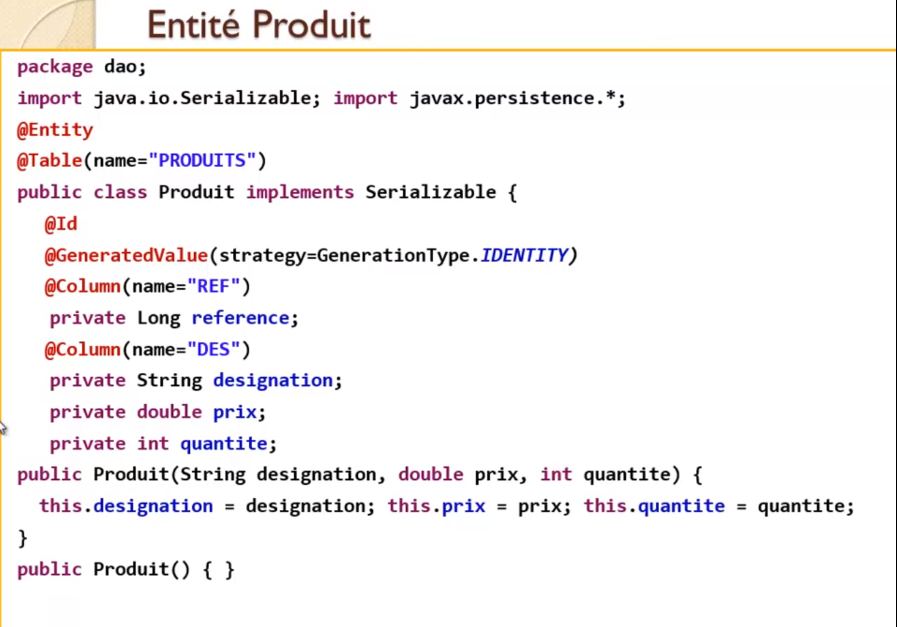 Entité Produit
package dao;
import java.io.Serializable; import javax.persistence.*;
@Entity
@Table(name="PRODUITS")
public class Produit implements Serializable {
@Id
@GeneratedValue(strategy=GenerationType.IDENTITY)
@Column(name="REF")
private Long reference;
@Column(name="DES")
private String designation;
private double prix;
private int quantite;
public Produit(String designation, double prix, int quantite) {
this.designation = designation; this.prix = prix; this.quantite = quantite;
}
public Produit() { }